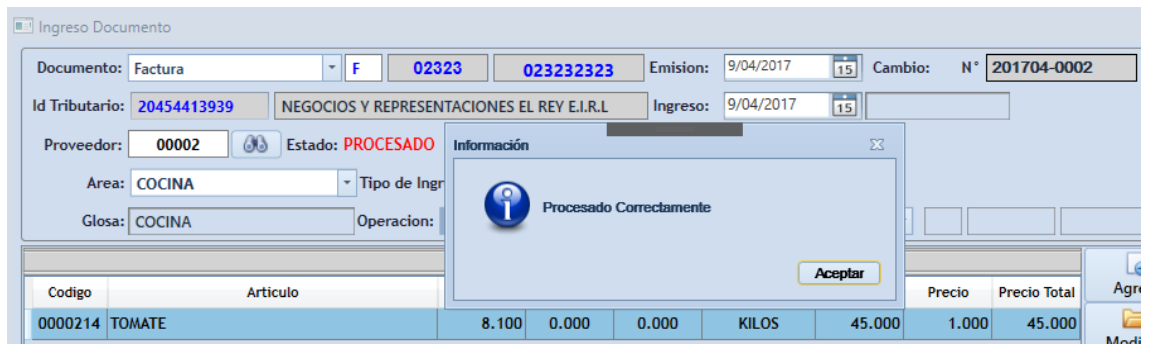 Ingreso Documento
Documento: Factura F 02323 023232323 Emision: 9/04/2017 15 Cambio: N° 201704-0002
Id Tributario: 20454413939 NEGOCIOS Y REPRESENTACIONES EL REY E.I.R.L Ingreso: 9/04/2017 15
Proveedor: 00002 Estado: PROCESADO
Información
Area: COCINA Tipo de Ingr
Procesado Correctamente
Glosa: COCINA Operacion:
Aceptar
Codigo Articulo Precio Precio Total Agre
0000214 TOMATE 8.100 0.000 0.000 KILOS 45.000 1.000 45.000